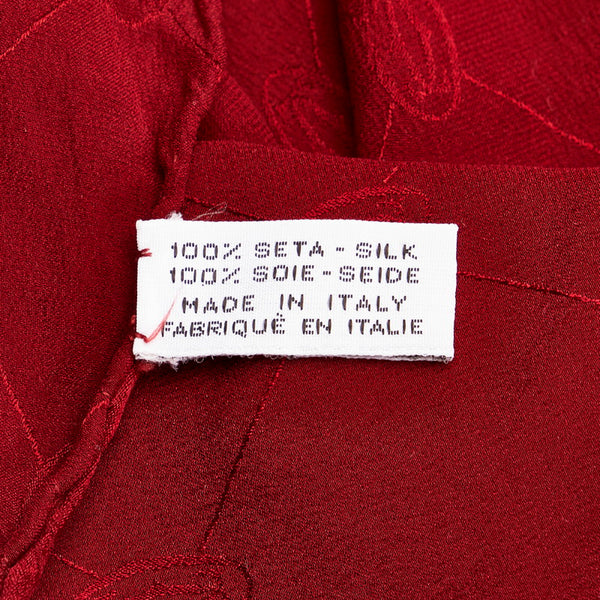 100% SETA - SILK
100% SOIE-SEIDE
MADE IN ITALY
FABRIQUÉ EN ITALIE